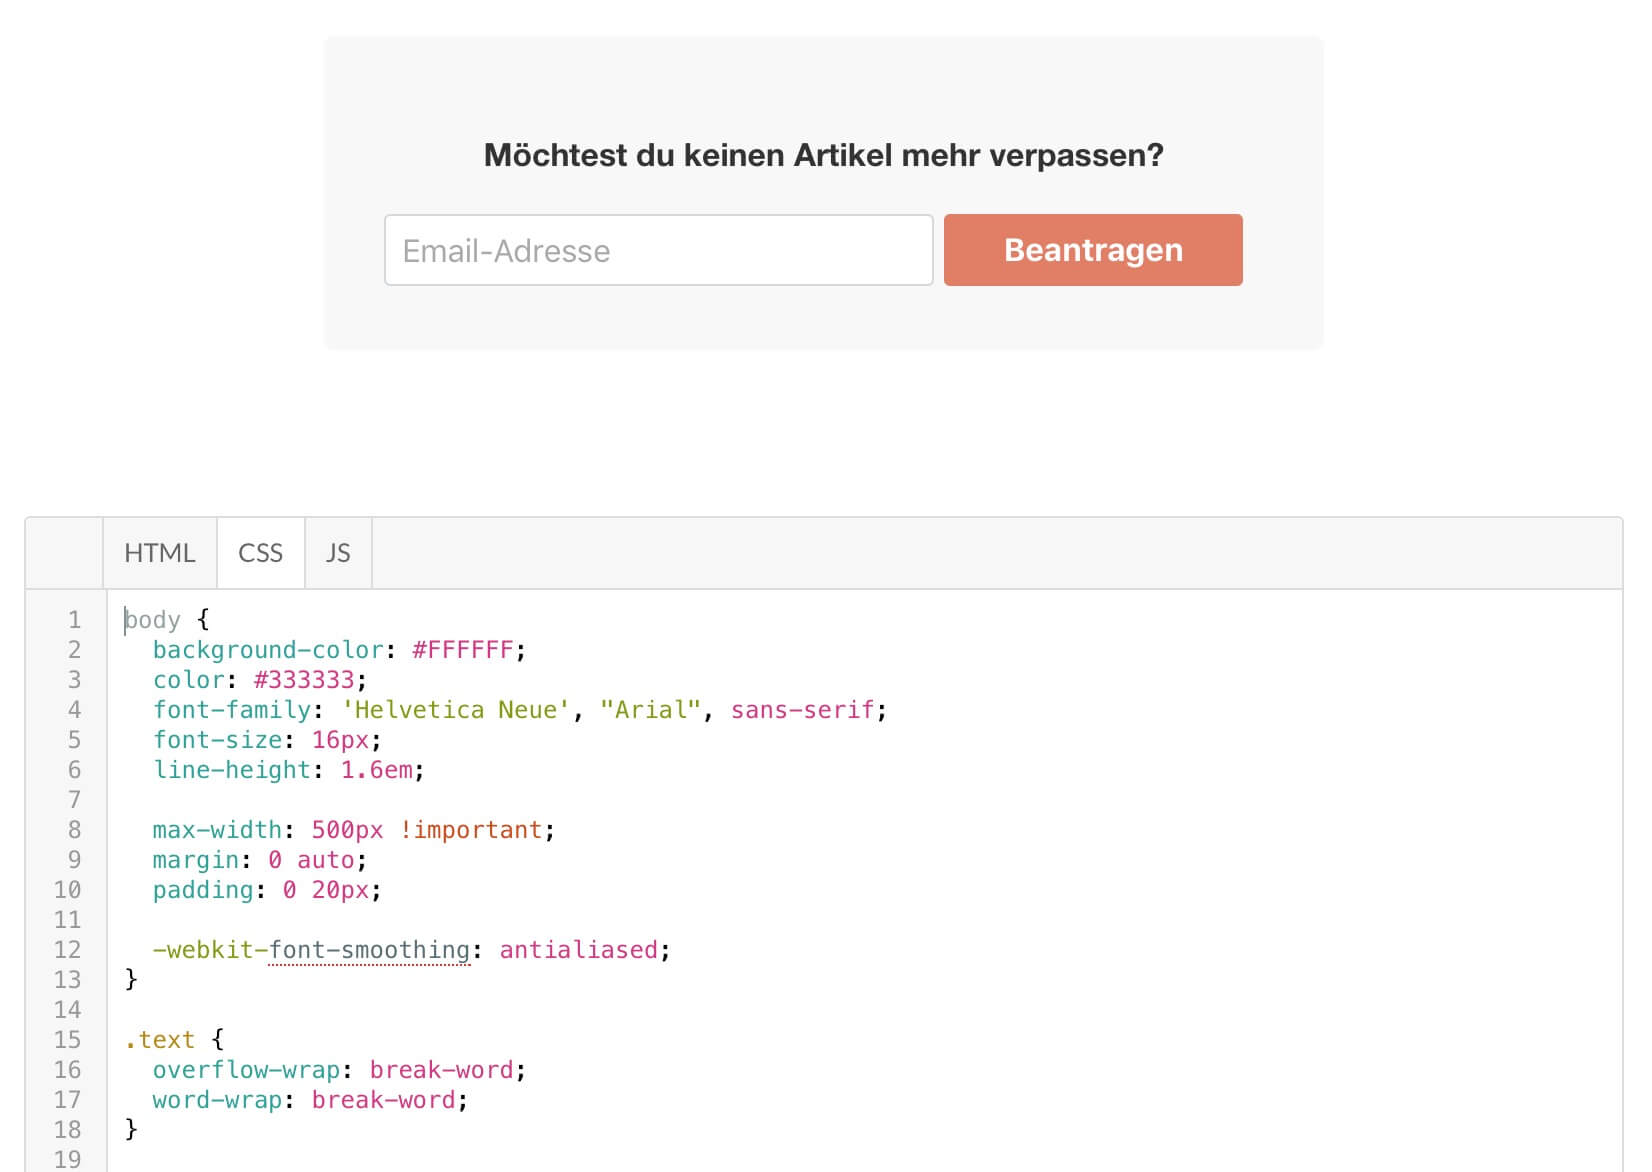 Möchtest du keinen Artikel mehr verpassen?
Email-Adresse Beantragen
HTML CSS JS
1 body {
2 background-color: #FFFFFF;
3 color: #333333;
4 font-family: 'Helvetica Neue', "Arial", sans-serif;
5 font-size: 16px;
6 line-height: 1.6em;
7
8 max-width: 500px !important;
9 margin: 0 auto;
10 padding: 0 20px;
11
12 -webkit-font-smoothing: antialiased;
13 }
14
15 .text {
16 overflow-wrap: break-word;
17 word-wrap: break-word;
18 }
19